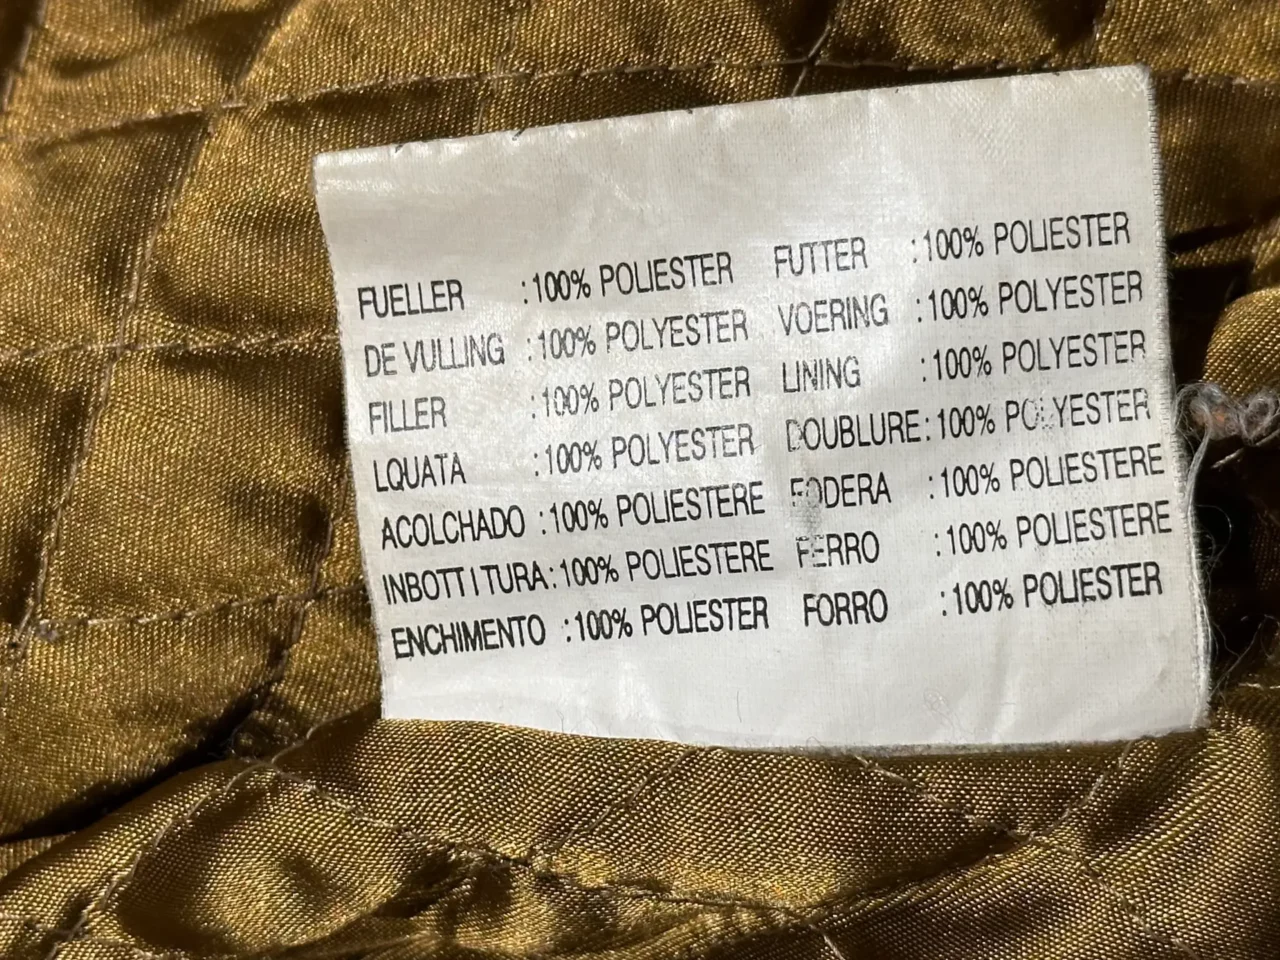 FUELLER :100% POLIESTER FUTTER :100% POLIESTER
DE VULLING :100% POLYESTER VOERING :100% POLYESTER
FILLER :100% POLYESTER LINING :100% POLYESTER
LQUATA :100% POLYESTER DOUBLURE:100% POLYESTER
ACOLCHADO :100% POLIESTERE FODERA :100% POLIESTERE
INBOTTITURA:100% POLIESTERE FERRO :100% POLIESTERE
ENCHIMENTO :100% POLIESTER FORRO :100% POLIESTER